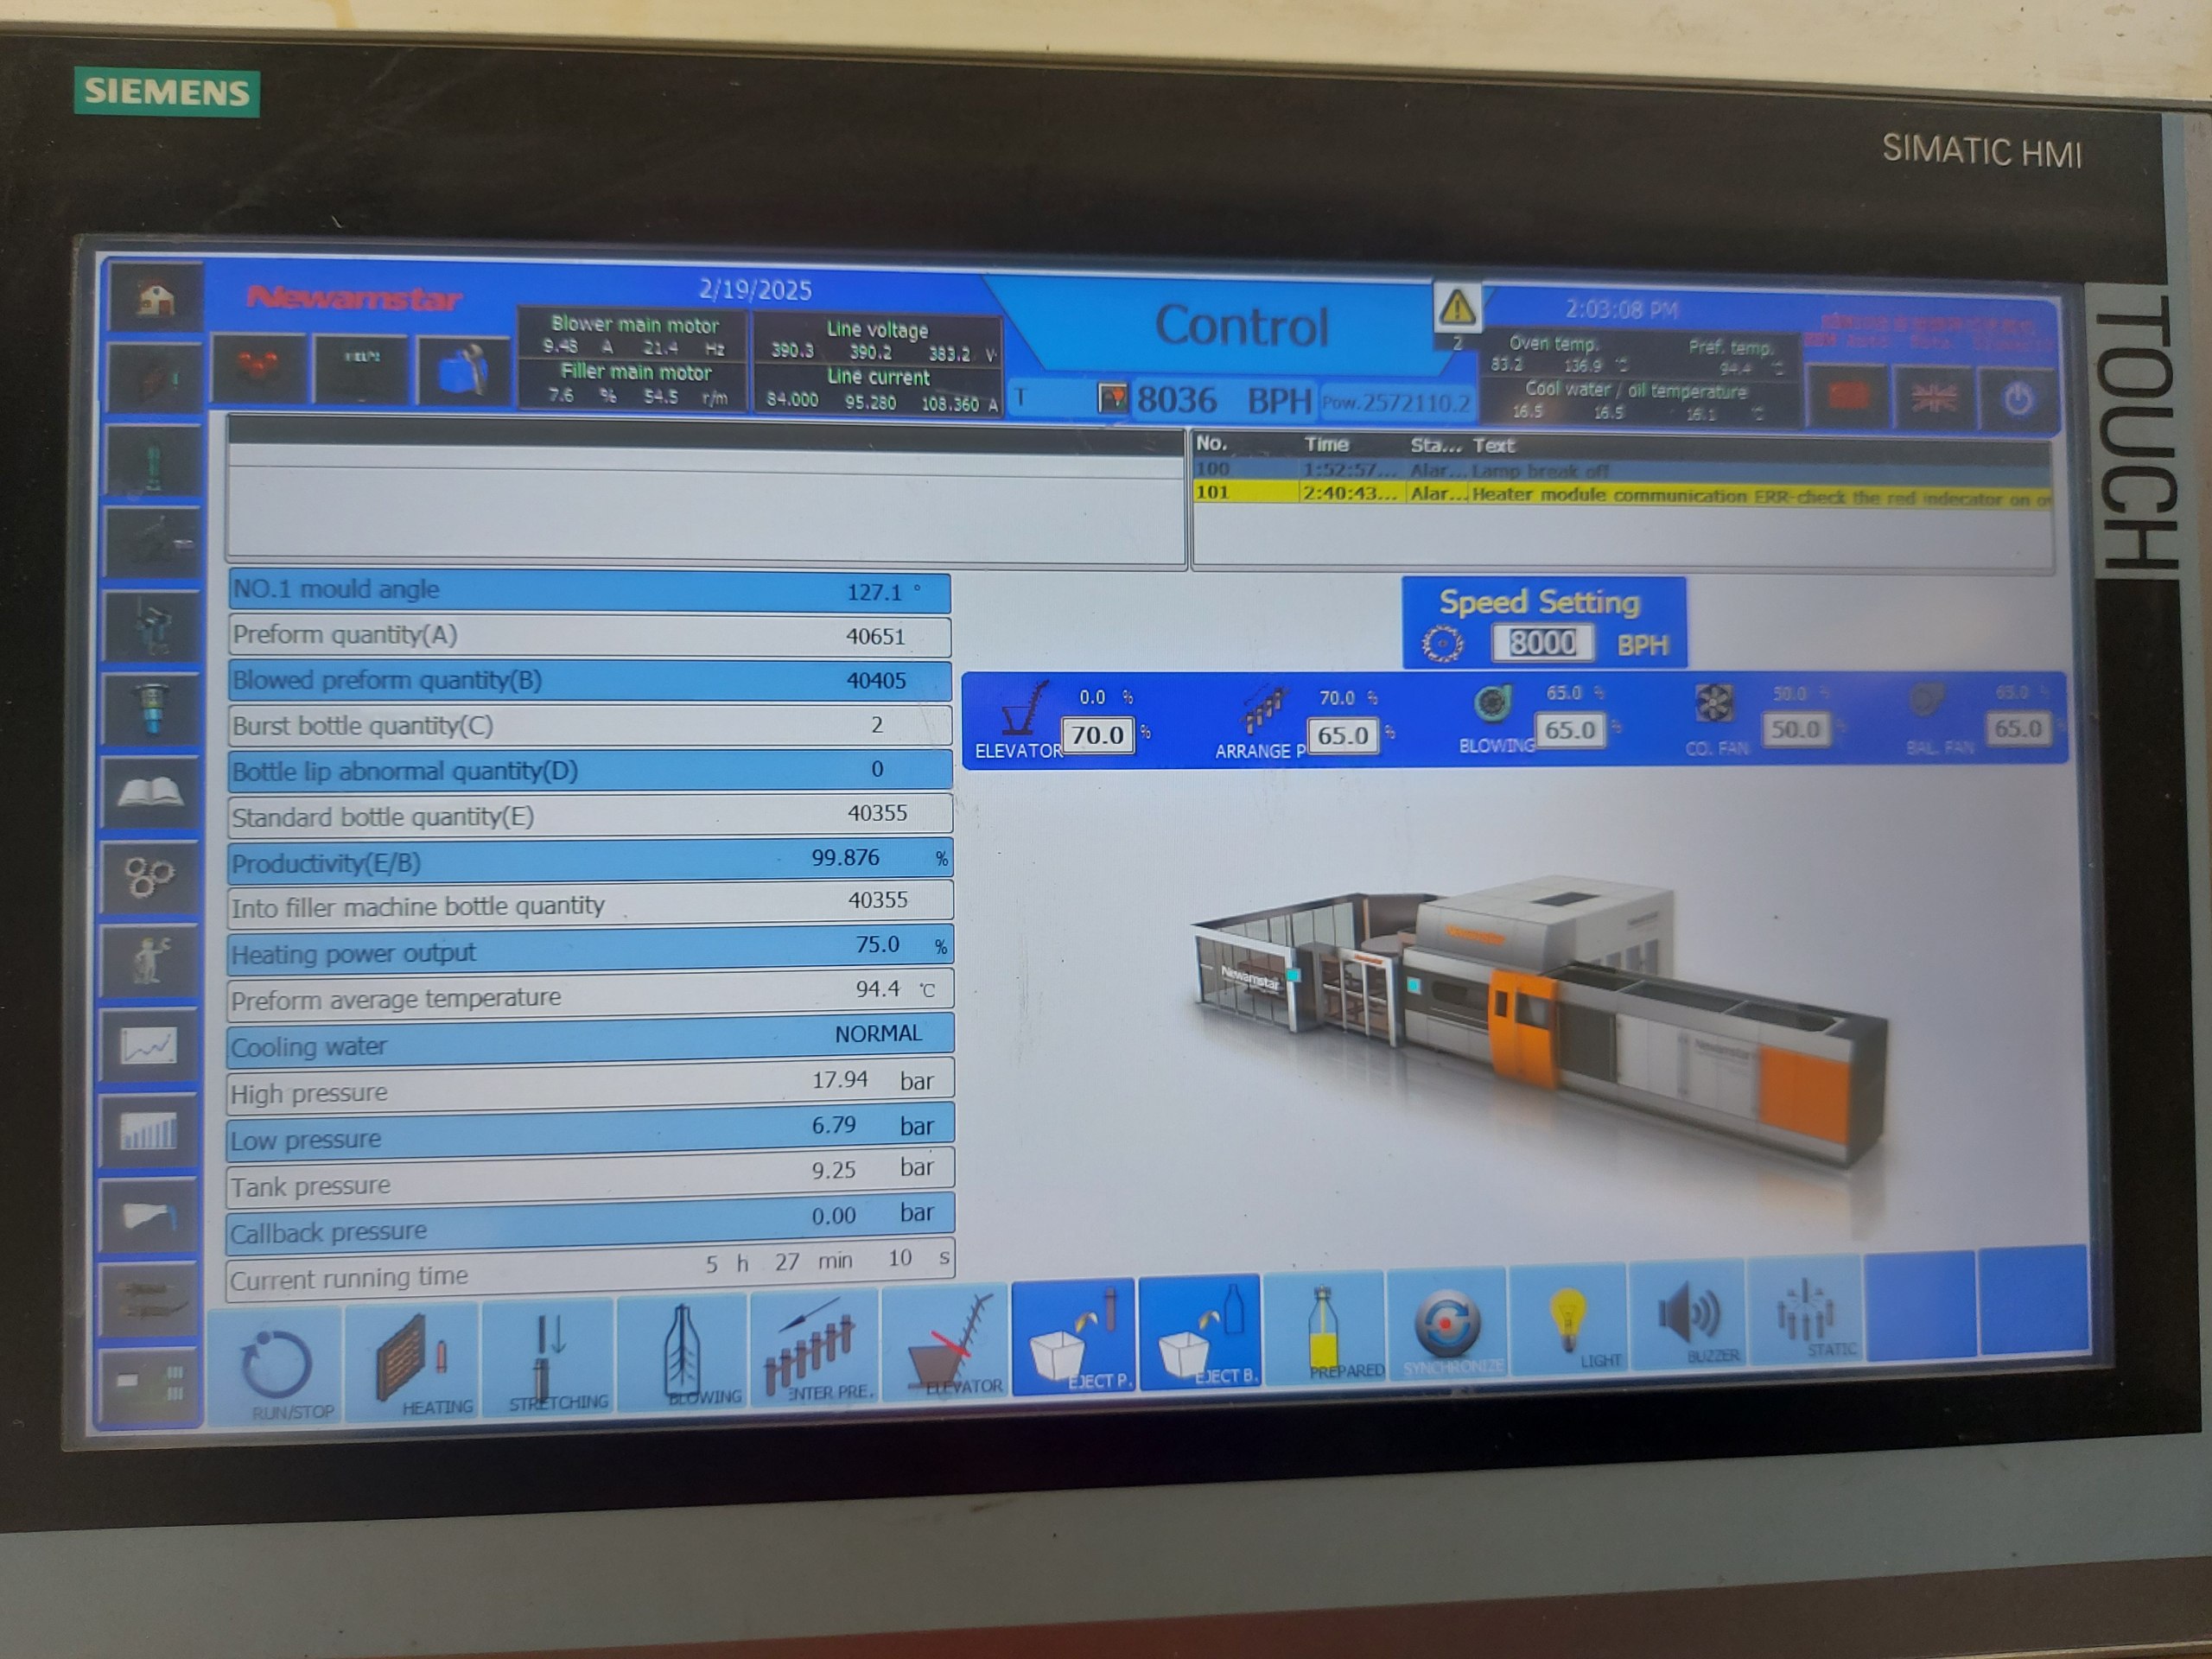 SIEMENS
SIMATIC HMI
TOUCH
Newamstar
2/19/2025
Control
2:03:08 PM
Blower main motor
9.48 A 21.4 Hz
Filler main motor
7.6 % 54.5 r/m
Line voltage
390.3 390.2 383.2 V
Line current
84.000 95.280 108.360 A
T 8036 BPH Pow.2572110.2
2
Oven temp. Pref. temp.
83.2 136.9 °C 94.4 °C
Cool water / oil temperature
16.5 16.5 16.1 °C
No. Time Sta... Text
100 1:52:57... Alar... Lamp break off
101 2:40:43... Alar... Heater module communication ERR-check the red indecator on
NO.1 mould angle 127.1 °
Preform quantity(A) 40651
Blowed preform quantity(B) 40405
Burst bottle quantity(C) 2
Bottle lip abnormal quantity(D) 0
Standard bottle quantity(E) 40355
Productivity(E/B) 99.876 %
Into filler machine bottle quantity 40355
Heating power output 75.0 %
Preform average temperature 94.4 °C
Cooling water NORMAL
High pressure 17.94 bar
Low pressure 6.79 bar
Tank pressure 9.25 bar
Callback pressure 0.00 bar
Current running time 5 h 27 min 10 s
Speed Setting
8000 BPH
0.0 % 70.0 % 65.0 % 50.0 % 65.0 %
70.0 % 65.0 % 65.0 % 50.0 % 65.0 %
ELEVATOR ARRANGE P BLOWING CO. FAN BAL. FAN
Newamstar
Newamstar
Newamstar
RUN/STOP
HEATING
STRETCHING
BLOWING
ENTER PRE.
ELEVATOR
EJECT P.
EJECT B.
PREPARED
SYNCHRONIZE
LIGHT
BUZZER
STATIC